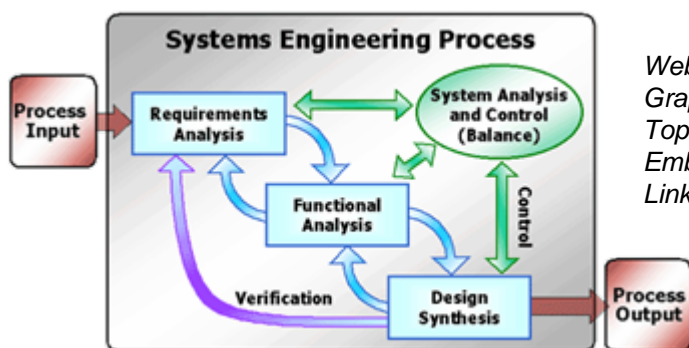 Systems Engineering Process
Process
Input
Requirements
Analysis
System Analysis
and Control
(Balance)
Functional
Analysis
Control
Verification
Design
Synthesis
Process
Output